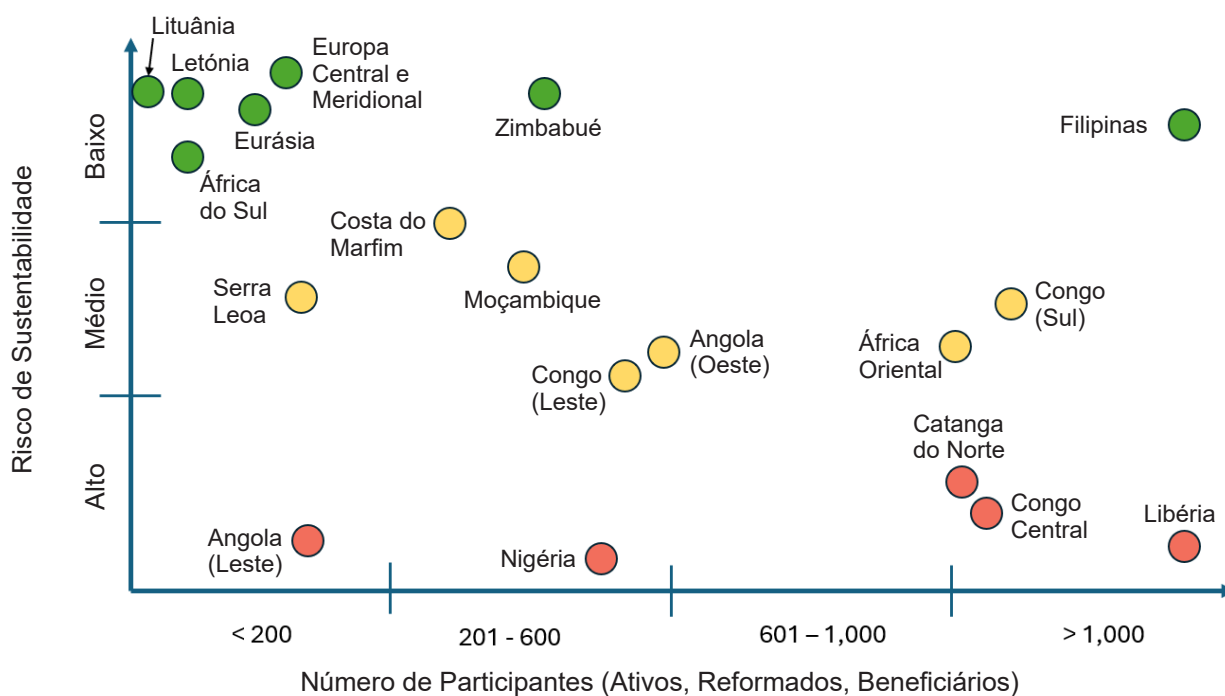 Lituânia
Letónia
Europa
Central e
Meridional
Eurásia
Zimbabué
Filipinas
África
do Sul
Costa do
Marfim
Serra
Leoa
Moçambique
Congo
(Sul)
Angola
(Oeste)
África
Oriental
Congo
(Leste)
Catanga
do Norte
Congo
Central
Libéria
Angola
(Leste)
Nigéria
Risco de Sustentabilidade
Baixo
Médio
Alto
< 200
201 - 600
601 – 1,000
> 1,000
Número de Participantes (Ativos, Reformados, Beneficiários)